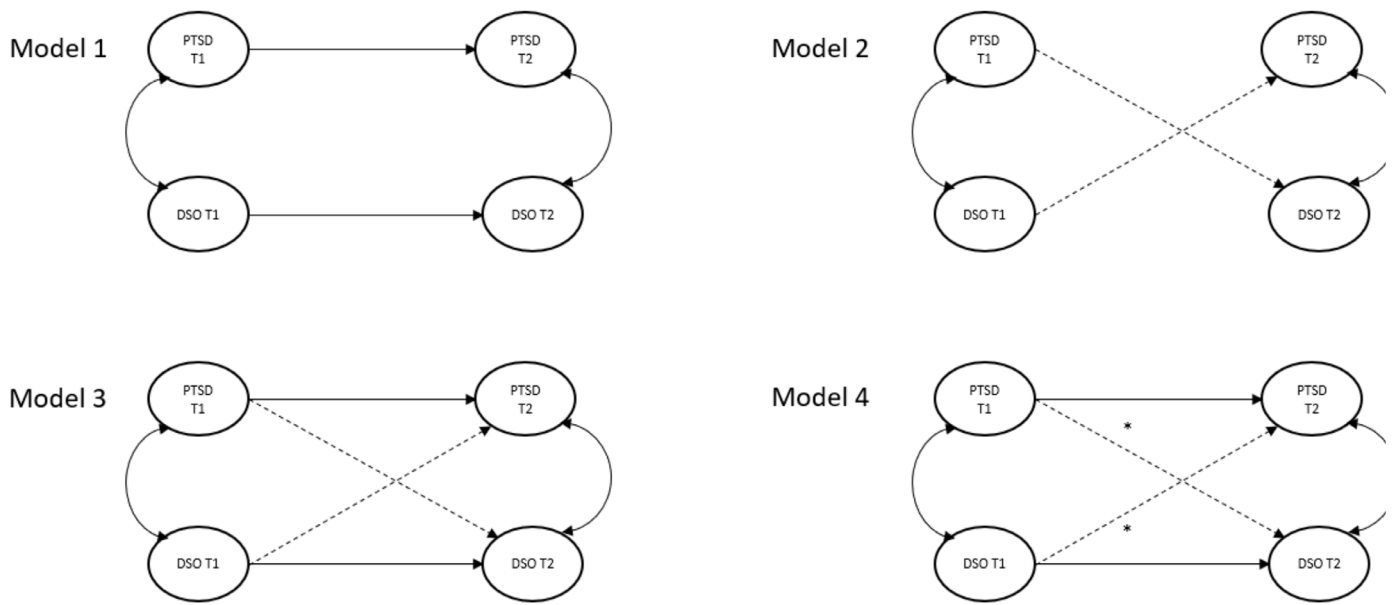 Model 1
PTSD
T1
PTSD
T2
DSO T1
DSO T2
Model 2
PTSD
T1
PTSD
T2
DSO T1
DSO T2
Model 3
PTSD
T1
PTSD
T2
DSO T1
DSO T2
Model 4
PTSD
T1
PTSD
T2
*
*
DSO T1
DSO T2